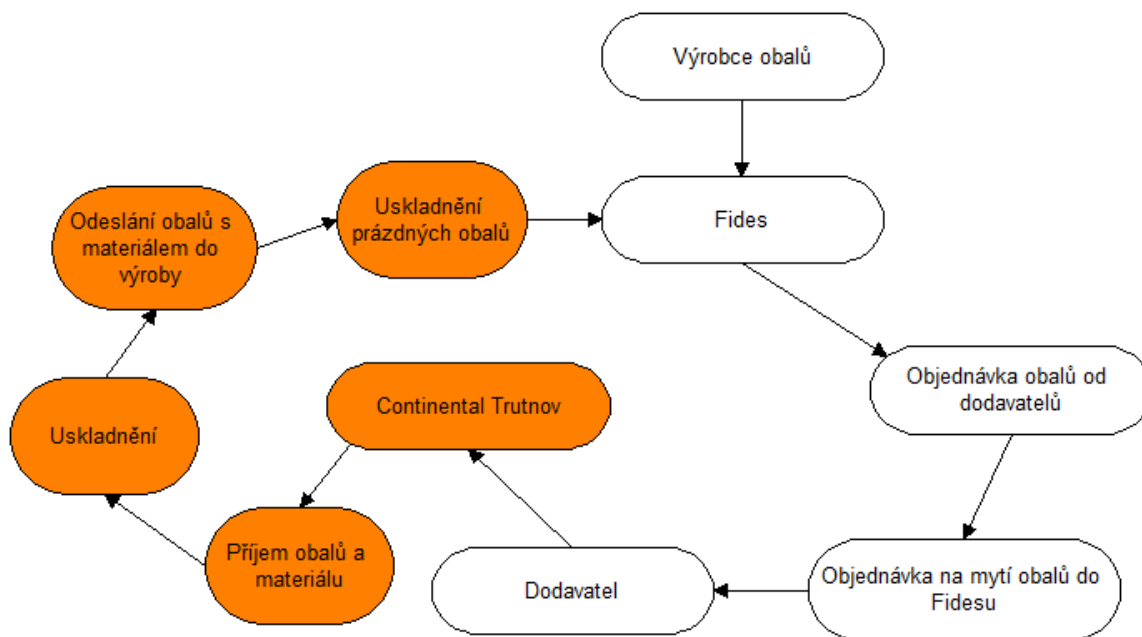 Výrobce obalů
Fides
Uskladnění
prázdných obalů
Odeslání obalů s
materiálem do
výroby
Objednávka obalů od
dodavatelů
Continental Trutnov
Uskladnění
Příjem obalů a
materiálu
Dodavatel
Objednávka na mytí obalů do
Fidesu